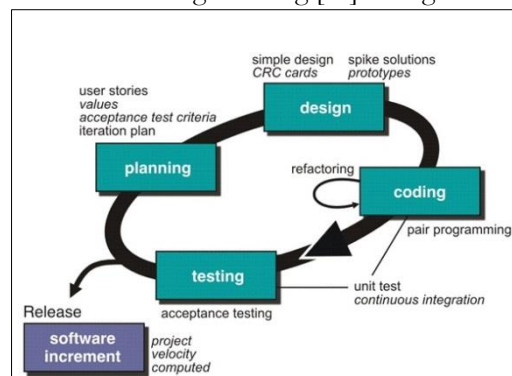 simple design
CRC cards
spike solutions
prototypes
design
user stories
values
acceptance test criteria
iteration plan
planning
refactoring
coding
pair programming
testing
acceptance testing
unit test
continuous integration
Release
software
increment
project
velocity
computed